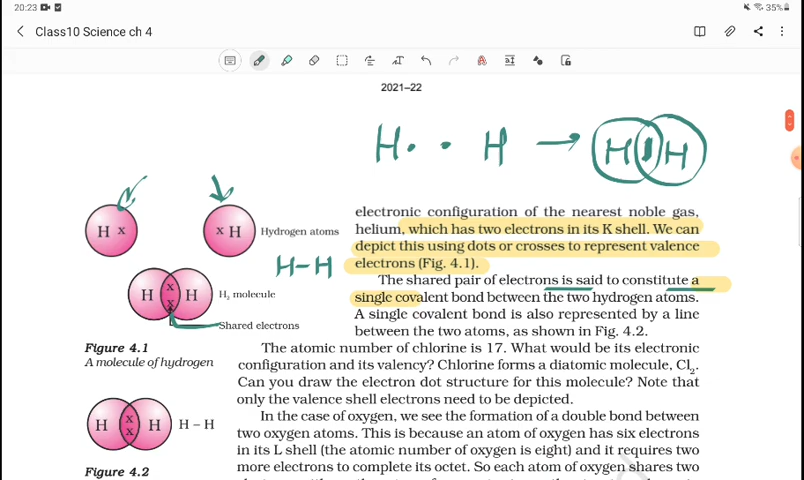 20:23
35%
Class10 Science ch 4
2021–22
H· · H → H H
electronic configuration of the nearest noble gas,
helium, which has two electrons in its K shell. We can
depict this using dots or crosses to represent valence
electrons (Fig. 4.1).
H x
x H
Hydrogen atoms
H–H
H x x H
H₂ molecule
Shared electrons
The shared pair of electrons is said to constitute a
single covalent bond between the two hydrogen atoms.
A single covalent bond is also represented by a line
between the two atoms, as shown in Fig. 4.2.
Figure 4.1
A molecule of hydrogen
The atomic number of chlorine is 17. What would be its electronic
configuration and its valency? Chlorine forms a diatomic molecule, Cl₂.
Can you draw the electron dot structure for this molecule? Note that
only the valence shell electrons need to be depicted.
H x x H H – H
Figure 4.2
In the case of oxygen, we see the formation of a double bond between
two oxygen atoms. This is because an atom of oxygen has six electrons
in its L shell (the atomic number of oxygen is eight) and it requires two
more electrons to complete its octet. So each atom of oxygen shares two